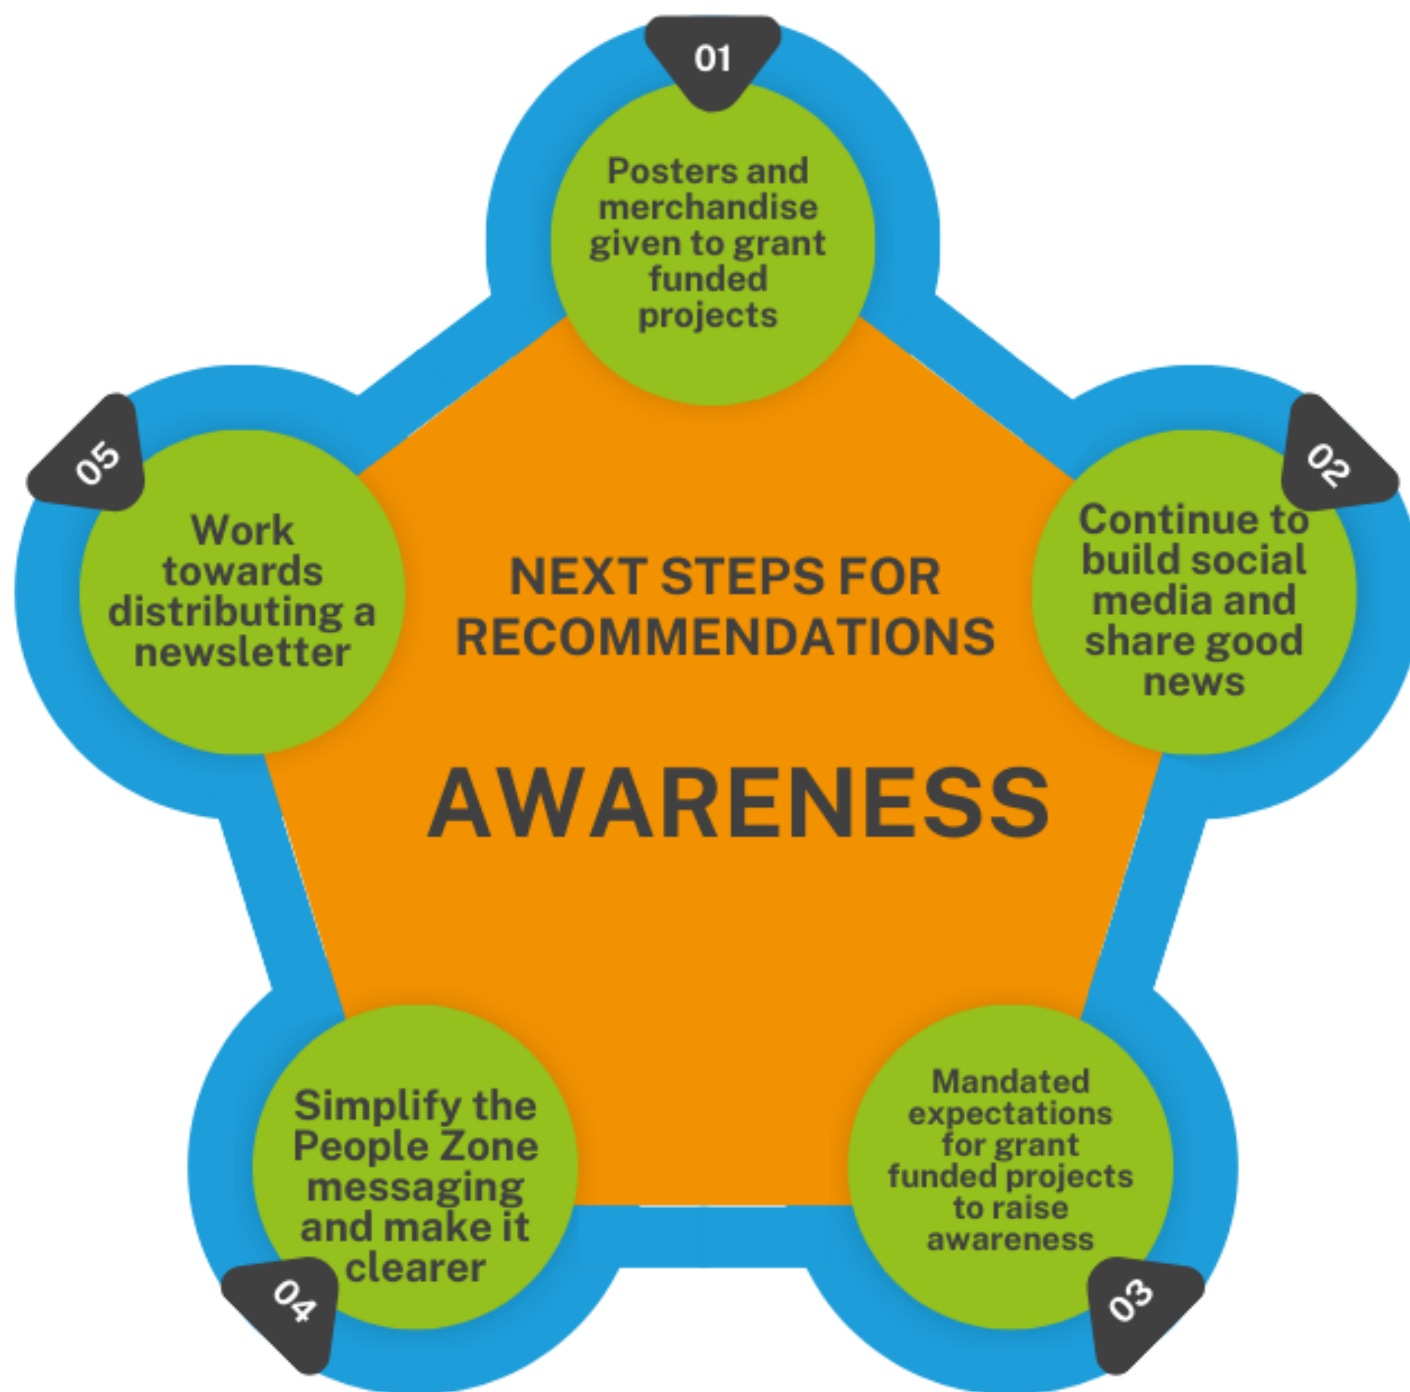 01
Posters and
merchandise
given to grant
funded
projects
02
Continue to
build social
media and
share good
news
NEXT STEPS FOR
RECOMMENDATIONS
AWARENESS
03
Mandated
expectations
for grant
funded projects
to raise
awareness
04
Simplify the
People Zone
messaging
and make it
clearer
05
Work
towards
distributing a
newsletter